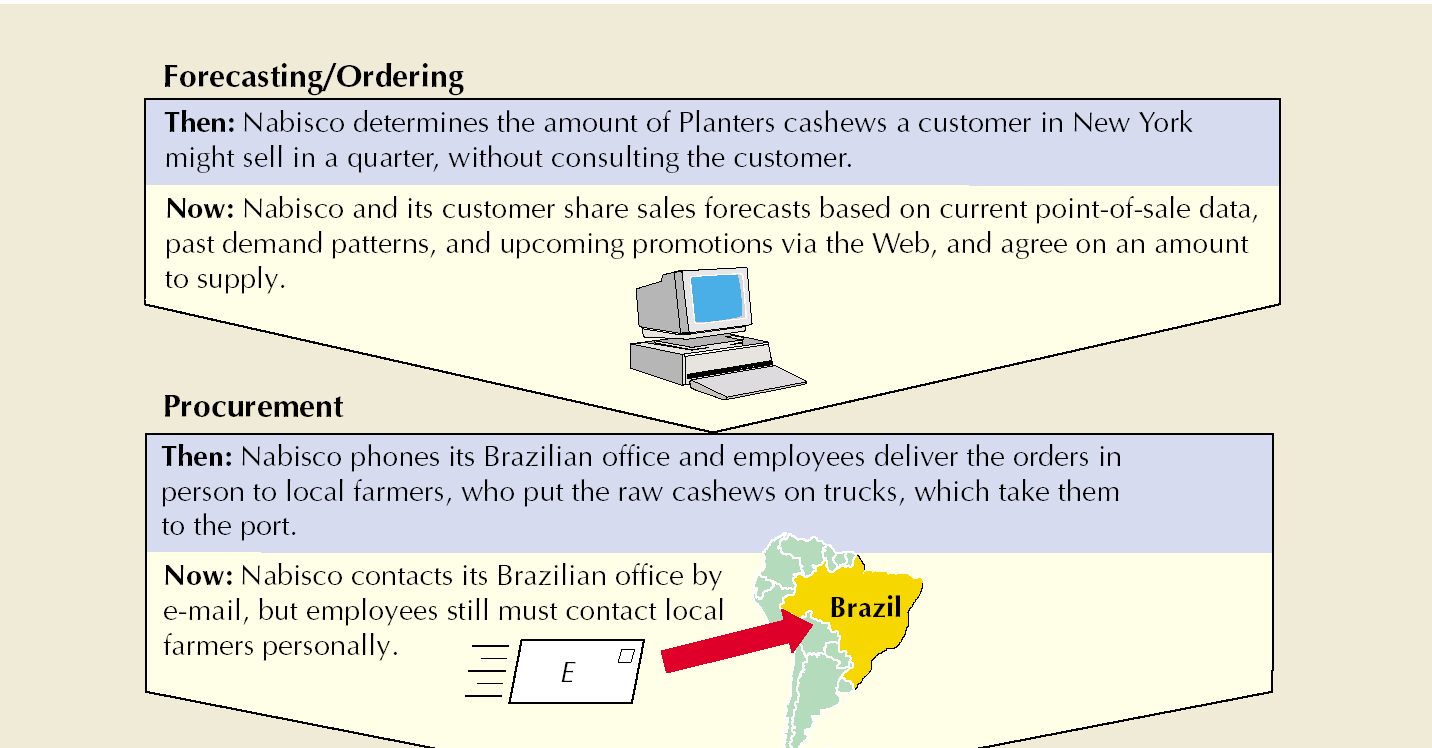 Forecasting/Ordering
Then: Nabisco determines the amount of Planters cashews a customer in New York
might sell in a quarter, without consulting the customer.
Now: Nabisco and its customer share sales forecasts based on current point-of-sale data,
past demand patterns, and upcoming promotions via the Web, and agree on an amount
to supply.
Procurement
Then: Nabisco phones its Brazilian office and employees deliver the orders in
person to local farmers, who put the raw cashews on trucks, which take them
to the port.
Now: Nabisco contacts its Brazilian office by
e-mail, but employees still must contact local
farmers personally.
Brazil
E